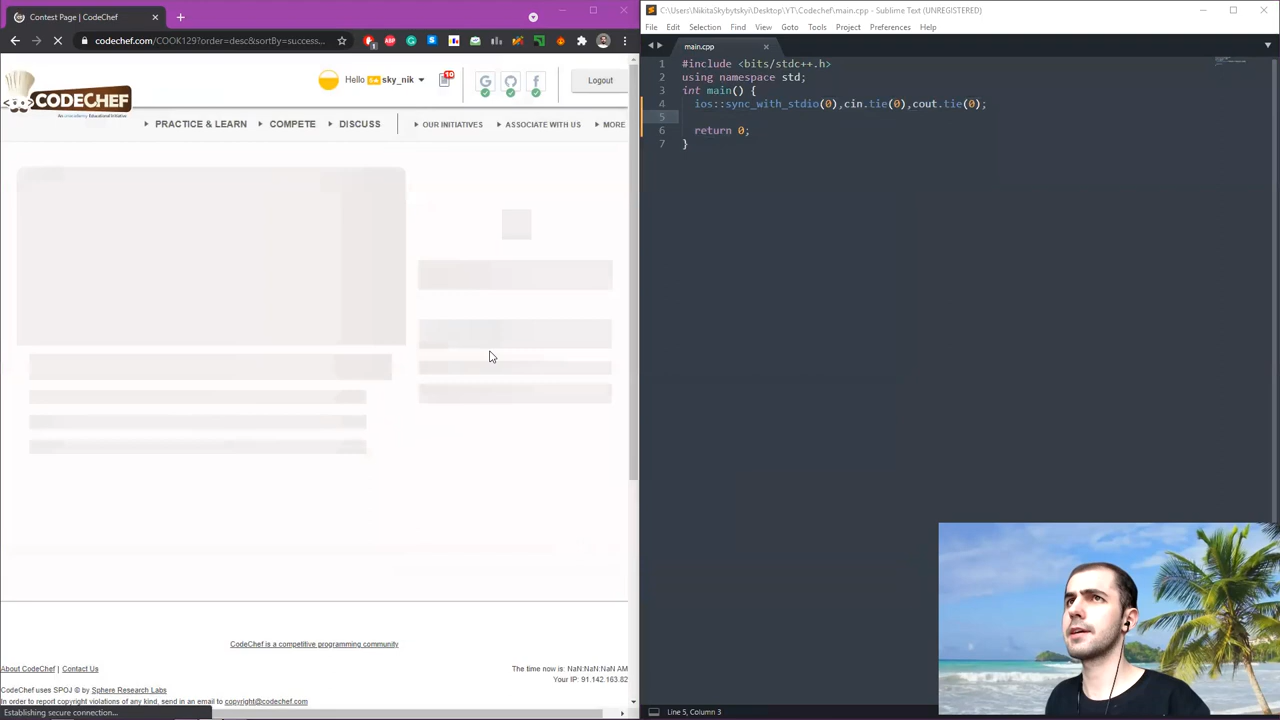 Contest Page | CodeChef
codechef.com/COOK129?order=desc&sortBy=success...
CODECHEF
Hello sky_nik
10
Logout
PRACTICE & LEARN
COMPETE
DISCUSS
OUR INITIATIVES
ASSOCIATE WITH US
MORE
CodeChef is a competitive programming community
About CodeChef | Contact Us
The time now is: NaN:NaN:NaN AM
Your IP: 91.142.163.82
CodeChef uses SPOJ © by Sphere Research Labs
In order to report copyright violations of any kind, send in an email to copyright@codechef.com
Establishing secure connection...
C:\Users\NikitaSkybytskyi\Desktop\YT\Codechef\main.cpp - Sublime Text (UNREGISTERED)
File Edit Selection Find View Goto Tools Project Preferences Help
main.cpp
1 #include <bits/stdc++.h>
2 using namespace std;
3 int main() {
4 ios::sync_with_stdio(0),cin.tie(0),cout.tie(0);
5
6 return 0;
7 }
Line 5, Column 3